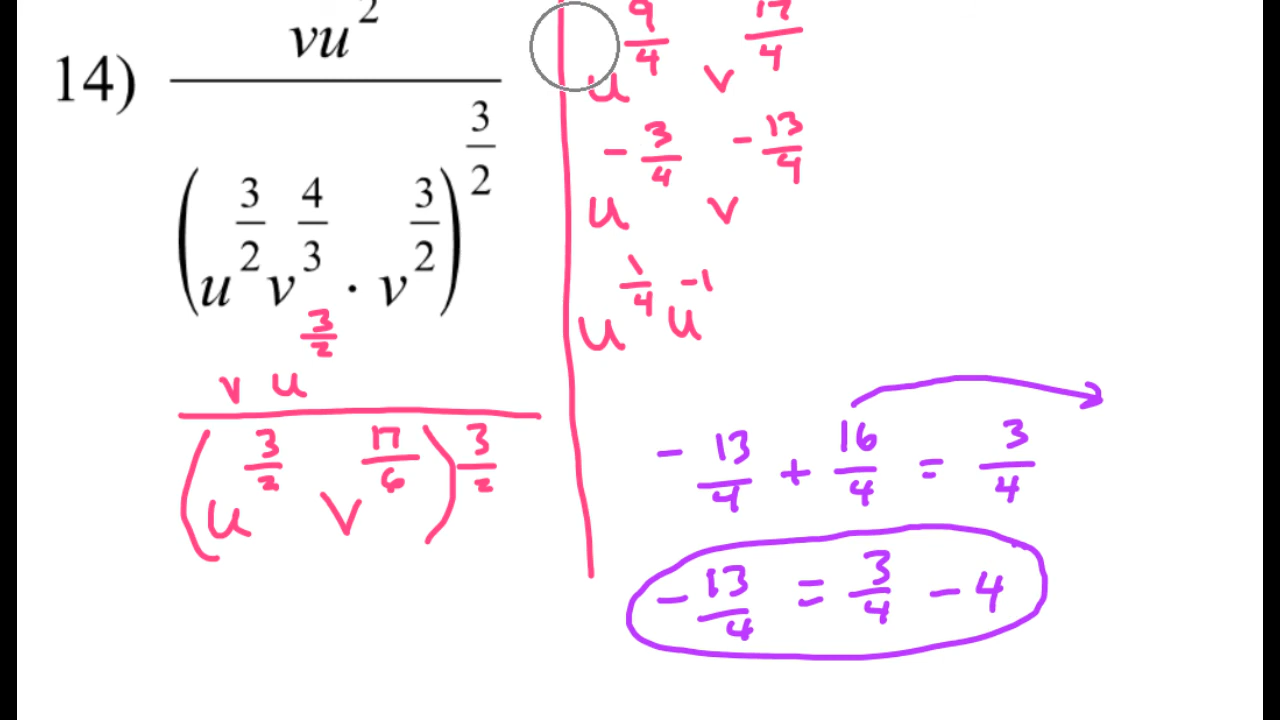 14) vu^2 / (u^(3/2) v^(4/3) · v^(3/2))^(3/2)
v u^(3/2) / (u^(3/2) v^(17/6))^(3/2)
u^(9/4) v^(17/4)
u^(-3/4) v^(-13/4)
u^(1/4) u^(-1)
-13/4 + 16/4 = 3/4
-13/4 = 3/4 - 4